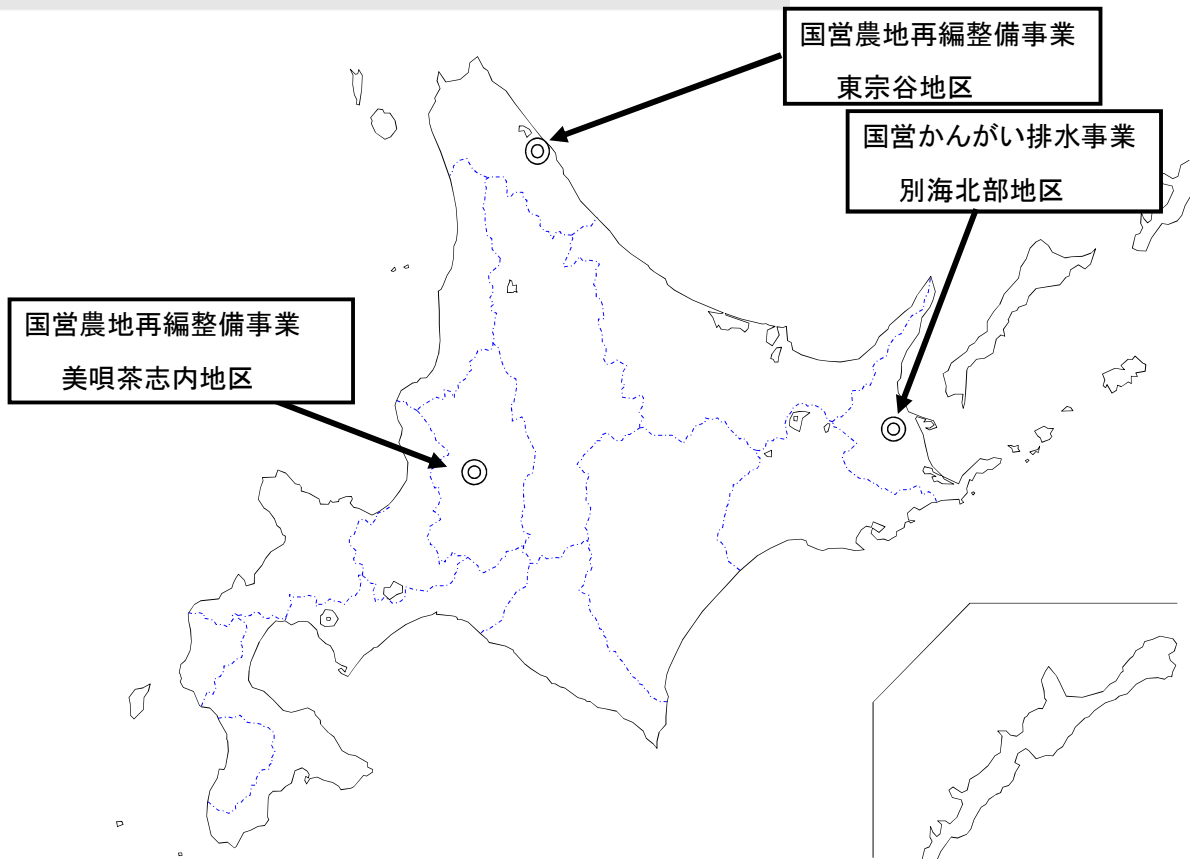 国営農地再編整備事業
東宗谷地区
国営かんがい排水事業
別海北部地区
国営農地再編整備事業
美唄茶志内地区